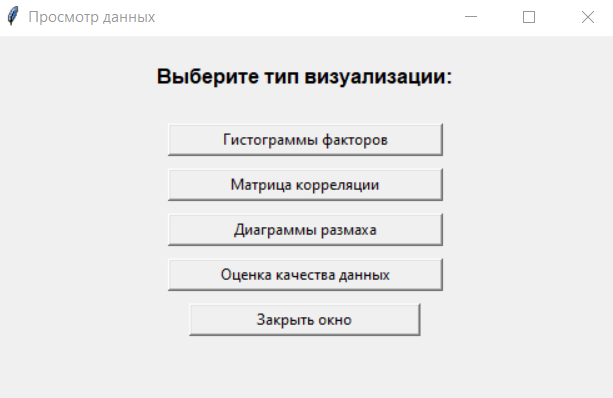 Просмотр данных
Выберите тип визуализации:
Гистограммы факторов
Матрица корреляции
Диаграммы размаха
Оценка качества данных
Закрыть окно